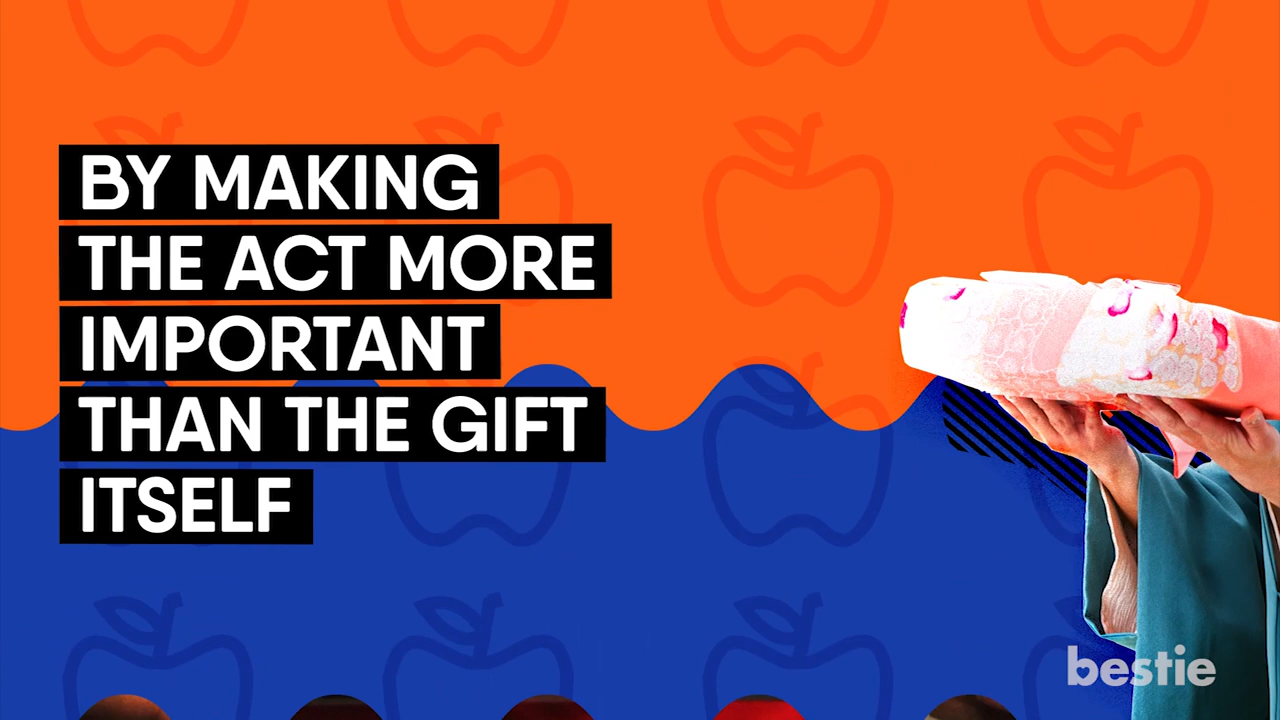 BY MAKING
THE ACT MORE
IMPORTANT
THAN THE GIFT
ITSELF
bestie